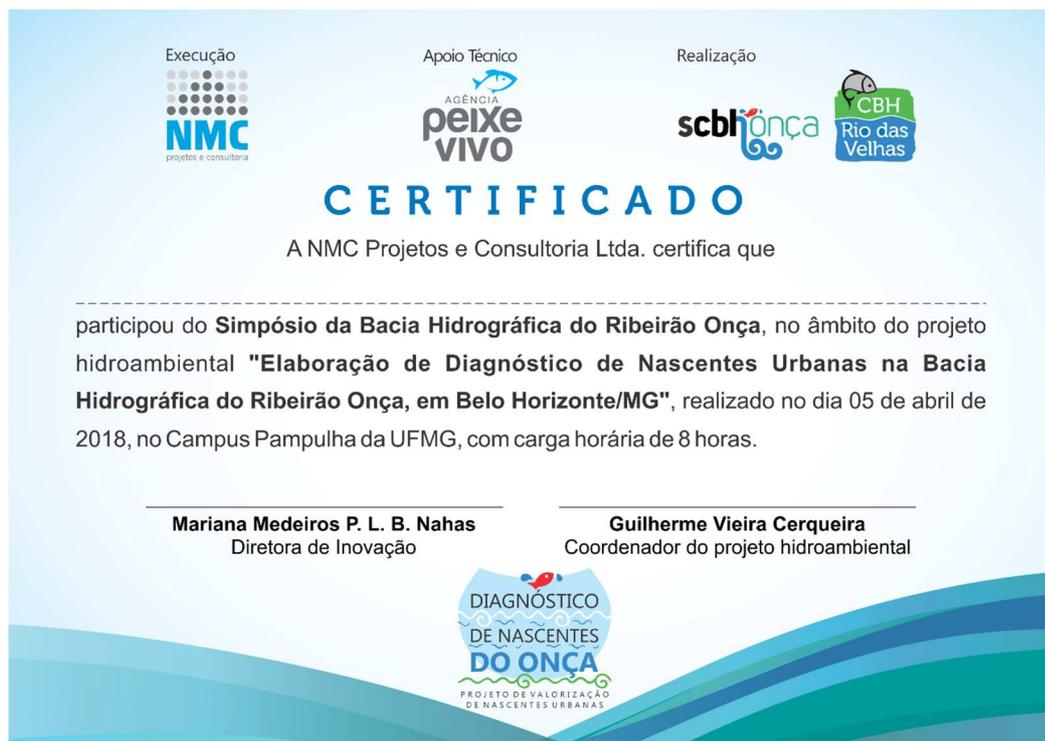 Execução
Apoio Técnico
Realização
NMC
projetos e consultoria
AGÊNCIA
peixe
VIVO
scbh onça
CBH
Rio das
Velhas
CERTIFICADO
A NMC Projetos e Consultoria Ltda. certifica que
participou do Simpósio da Bacia Hidrográfica do Ribeirão Onça, no âmbito do projeto
hidroambiental "Elaboração de Diagnóstico de Nascentes Urbanas na Bacia
Hidrográfica do Ribeirão Onça, em Belo Horizonte/MG", realizado no dia 05 de abril de
2018, no Campus Pampulha da UFMG, com carga horária de 8 horas.
Mariana Medeiros P. L. B. Nahas
Diretora de Inovação
Guilherme Vieira Cerqueira
Coordenador do projeto hidroambiental
DIAGNÓSTICO
DE NASCENTES
DO ONÇA
PROJETO DE VALORIZAÇÃO
DE NASCENTES URBANAS